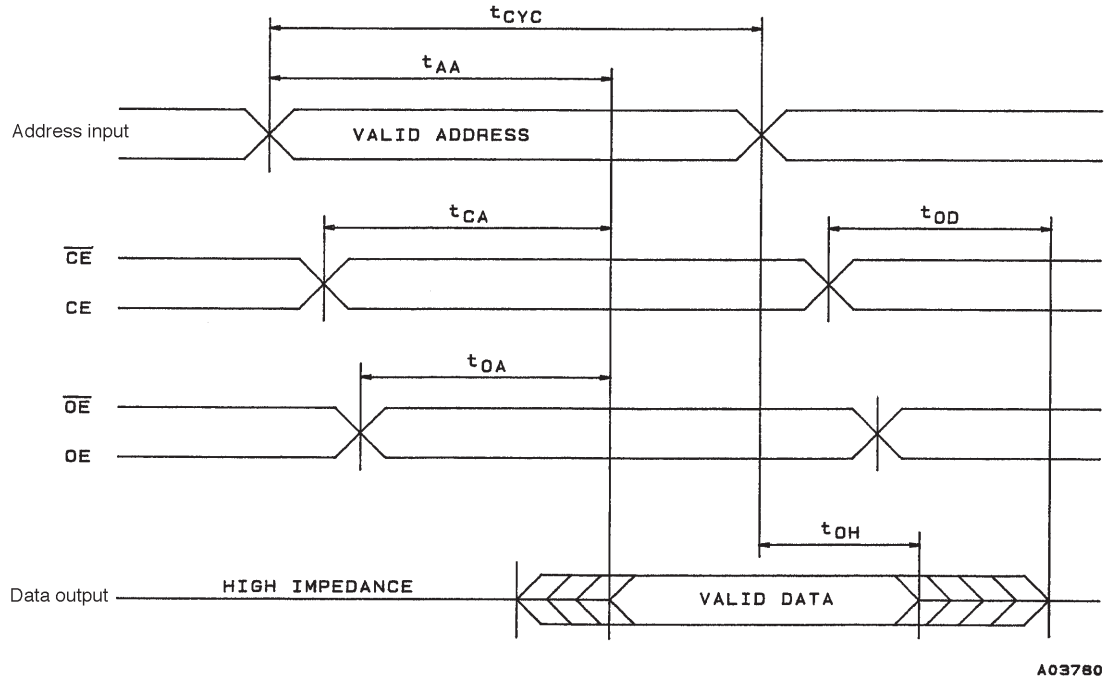 tCYC
tAA
Address input
VALID ADDRESS
tCA
tOD
CE
CE
tOA
OE
OE
tOH
Data output
HIGH IMPEDANCE
VALID DATA
A03780